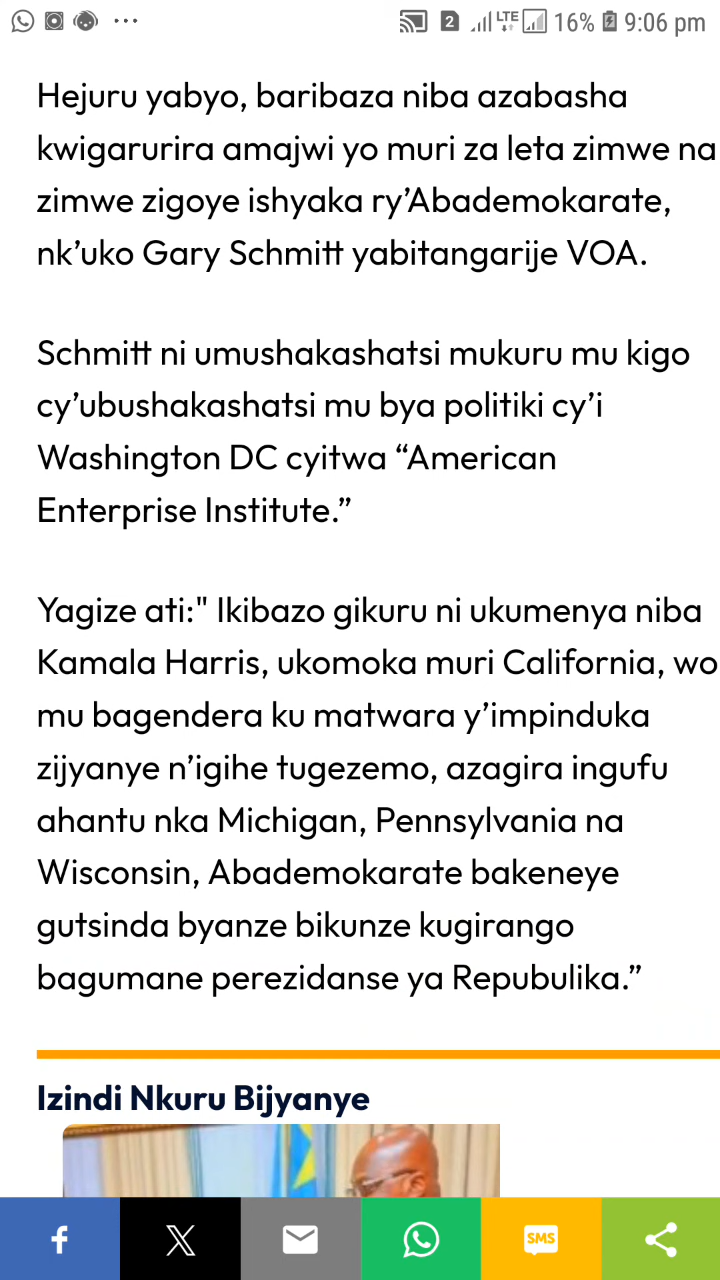 2 LTE 16% 9:06 pm
Hejuru yabyo, baribaza niba azabasha
kwigarurira amajwi yo muri za leta zimwe na
zimwe zigoye ishyaka ry’Abademokarate,
nk’uko Gary Schmitt yabitangarije VOA.
Schmitt ni umushakashatsi mukuru mu kigo
cy’ubushakashatsi mu bya politiki cy’i
Washington DC cyitwa “American
Enterprise Institute.”
Yagize ati:" Ikibazo gikuru ni ukumenya niba
Kamala Harris, ukomoka muri California, wo
mu bagendera ku matwara y’impinduka
zijyanye n’igihe tugezemo, azagira ingufu
ahantu nka Michigan, Pennsylvania na
Wisconsin, Abademokarate bakeneye
gutsinda byanze bikunze kugirango
bagumane perezidanse ya Repubulika.”
Izindi Nkuru Bijyanye
SMS